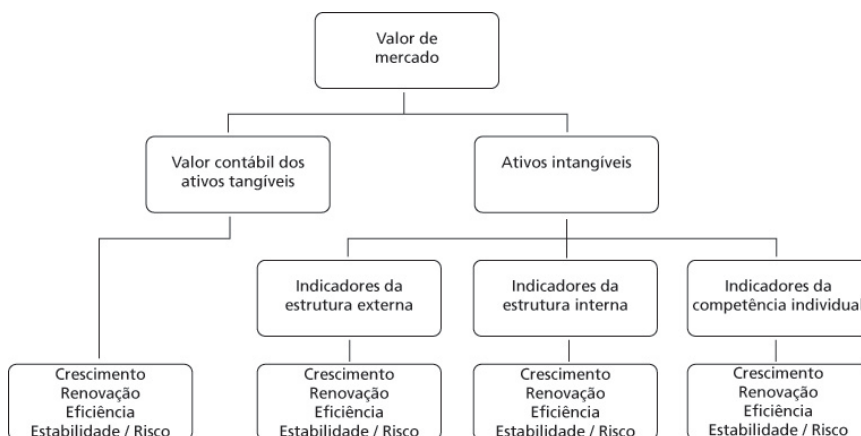 Valor de
mercado
Valor contábil dos
ativos tangíveis
Ativos intangíveis
Indicadores da
estrutura externa
Indicadores da
estrutura interna
Indicadores da
competência individual
Crescimento
Renovação
Eficiência
Estabilidade / Risco
Crescimento
Renovação
Eficiência
Estabilidade / Risco
Crescimento
Renovação
Eficiência
Estabilidade / Risco
Crescimento
Renovação
Eficiência
Estabilidade / Risco